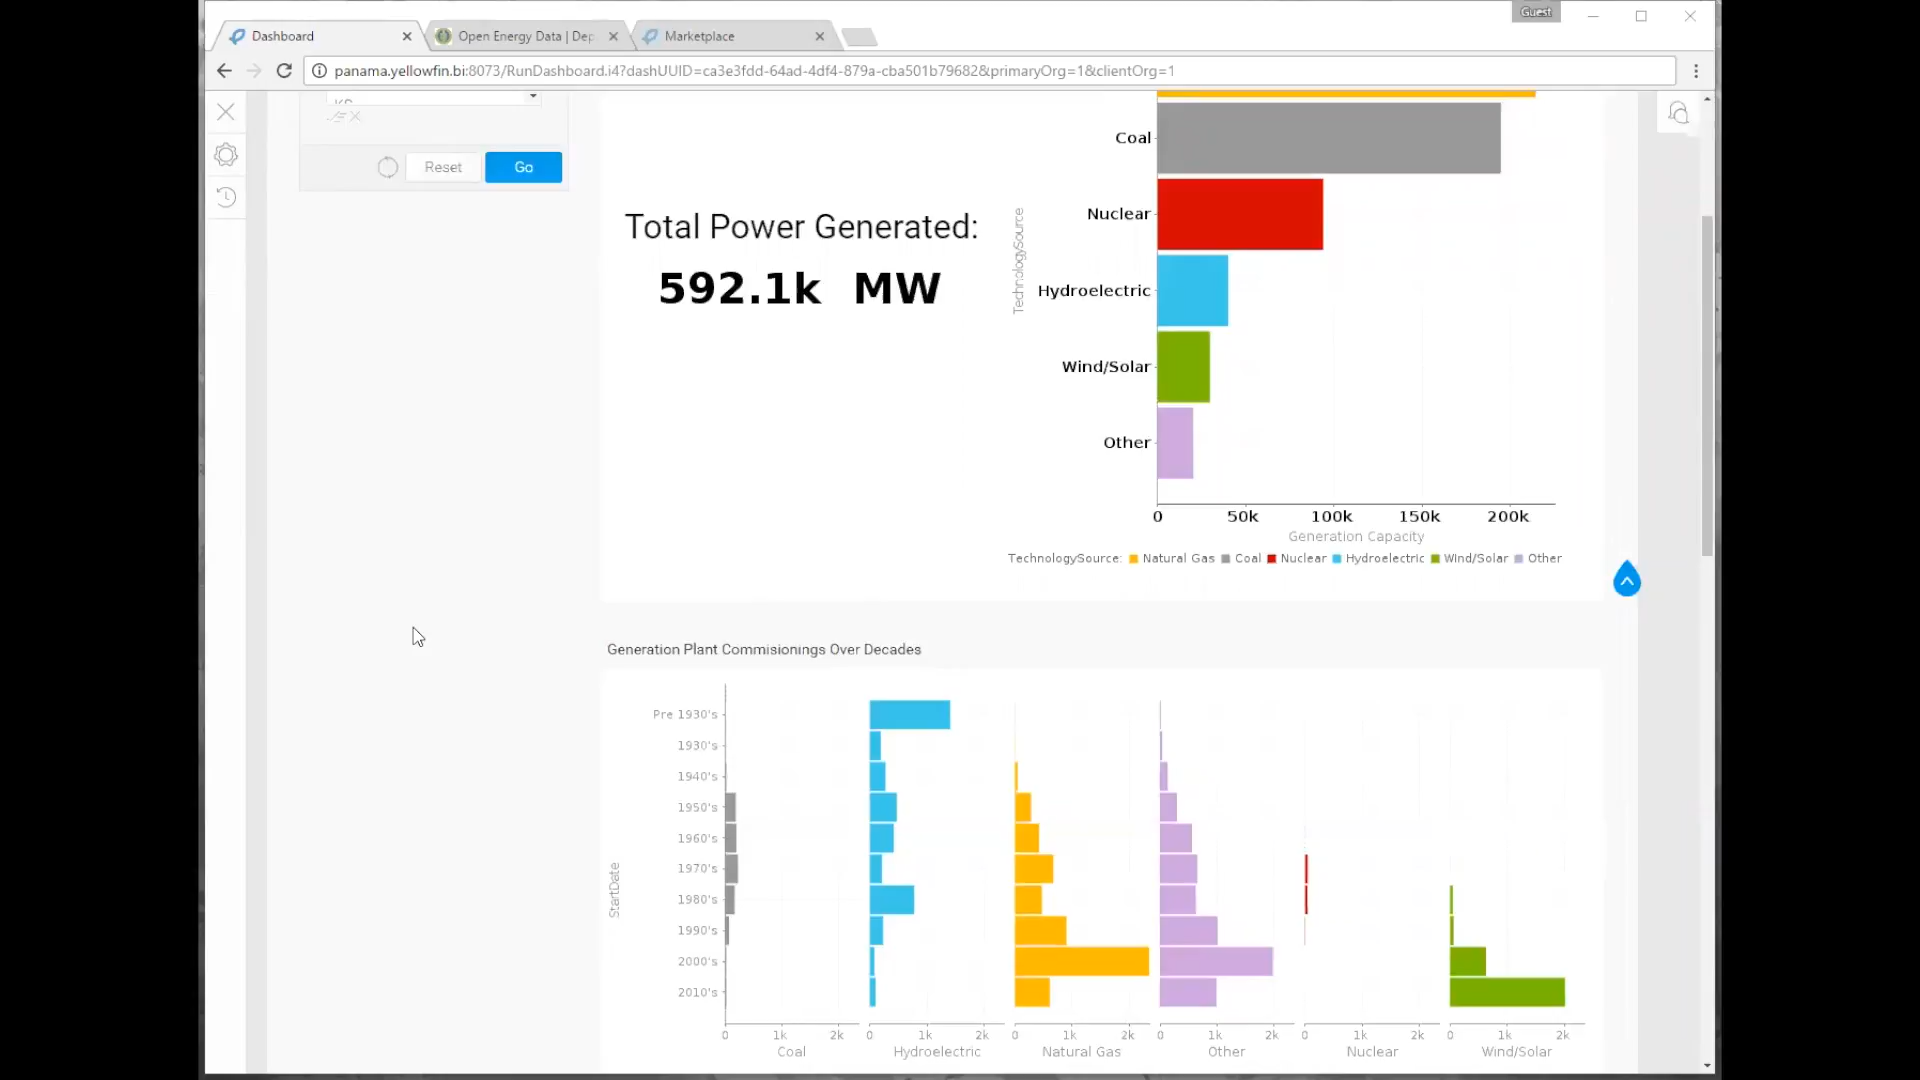 Guest
Dashboard
Open Energy Data | Dep
Marketplace
panama.yellowfin.bi:8073/RunDashboard.i4?dashUUID=ca3e3fdd-64ad-4df4-879a-cba501b79682&primaryOrg=1&clientOrg=1
Reset
Go
Total Power Generated:
592.1k MW
TechnologySource
Coal
Nuclear
Hydroelectric
Wind/Solar
Other
0 50k 100k 150k 200k
Generation Capacity
TechnologySource: Natural Gas Coal Nuclear Hydroelectric Wind/Solar Other
Generation Plant Commisionings Over Decades
StartDate
Pre 1930's
1930's
1940's
1950's
1960's
1970's
1980's
1990's
2000's
2010's
0 1k 2k 0 1k 2k 0 1k 2k 0 1k 2k 0 1k 2k 0 1k 2k
Coal Hydroelectric Natural Gas Other Nuclear Wind/Solar